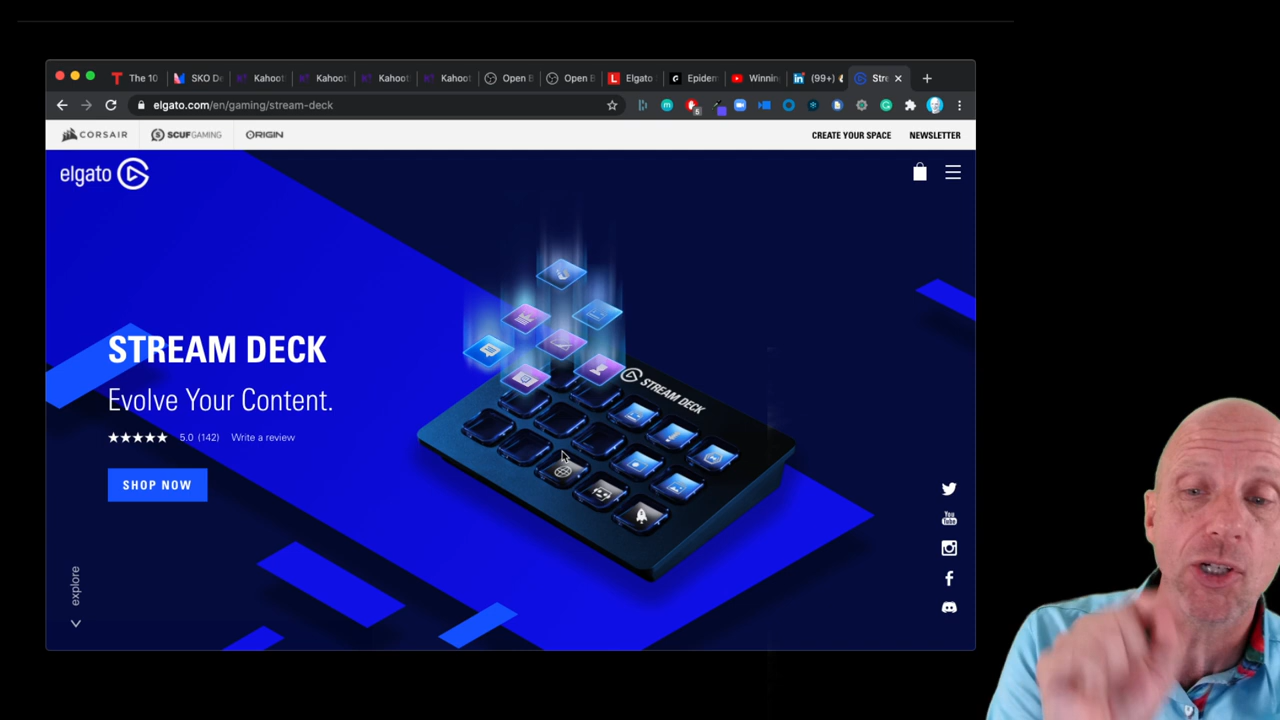 The 10
SKO De
Kahoot
Kahoot
Kahoot
Kahoot
Open B
Open B
Elgato
Epidem
Winnin
(99+)
Stre
elgato.com/en/gaming/stream-deck
CORSAIR
SCUFGAMING
ORIGIN
CREATE YOUR SPACE
NEWSLETTER
elgato
STREAM DECK
STREAM DECK
Evolve Your Content.
5.0 (142) Write a review
SHOP NOW
You
Tube
explore